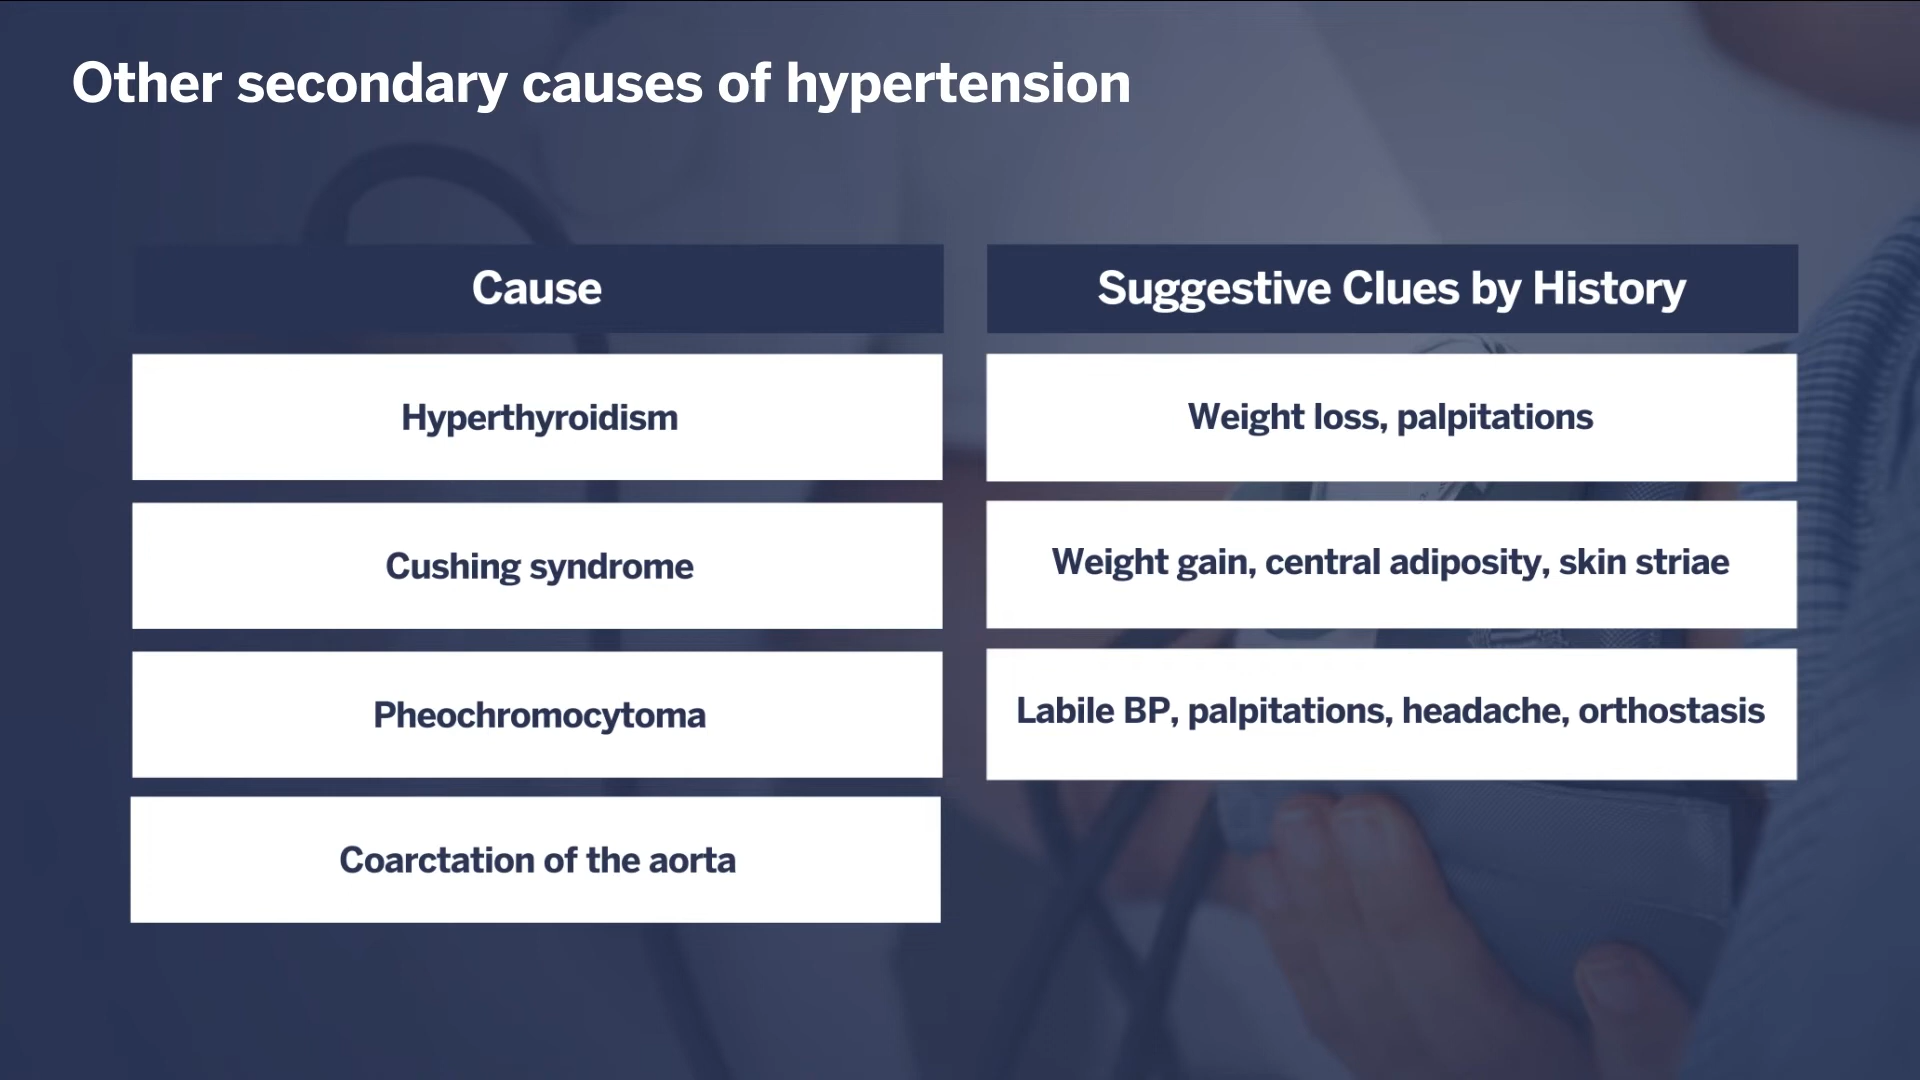 Other secondary causes of hypertension
Cause
Suggestive Clues by History
Hyperthyroidism
Weight loss, palpitations
Cushing syndrome
Weight gain, central adiposity, skin striae
Pheochromocytoma
Labile BP, palpitations, headache, orthostasis
Coarctation of the aorta